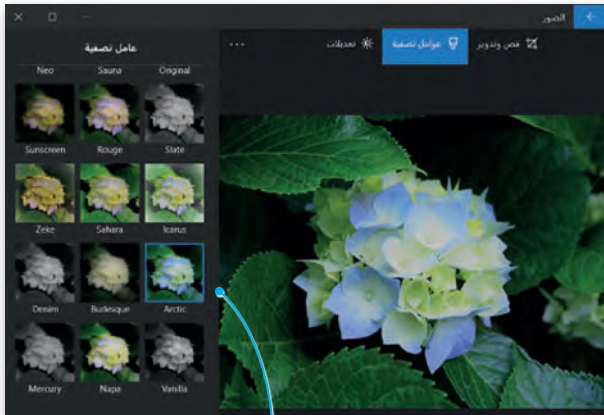 الصور
قص وتدوير
عوامل تصفية
تعديلات
عامل تصفية
Neo Sauna Original
Sunscreen Rouge Slate
Zeke Sahara Icarus
Denim Burlesque Arctic
Mercury Napa Vanilla